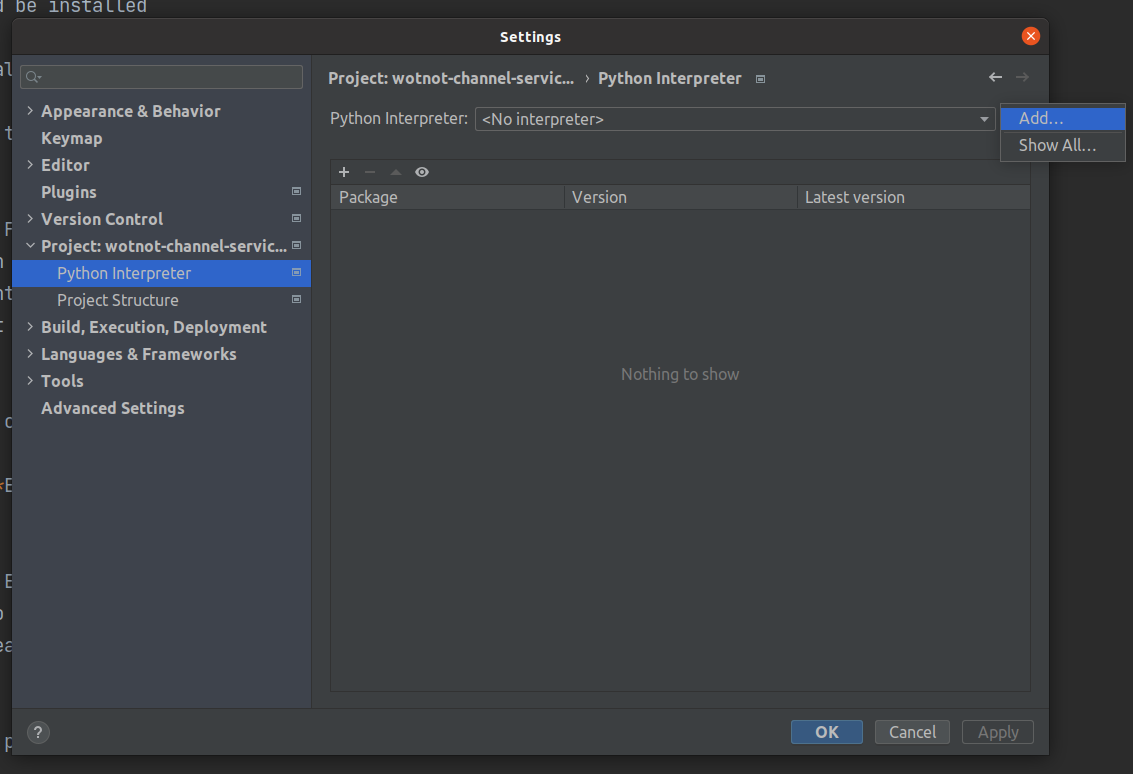 d be installed
Settings
Project: wotnot-channel-servic... › Python Interpreter
Python Interpreter: <No interpreter>
Add...
Show All...
Appearance & Behavior
Keymap
Editor
Plugins
Version Control
Project: wotnot-channel-servic...
Python Interpreter
Project Structure
Build, Execution, Deployment
Languages & Frameworks
Tools
Advanced Settings
Package Version Latest version
Nothing to show
?
OK Cancel Apply